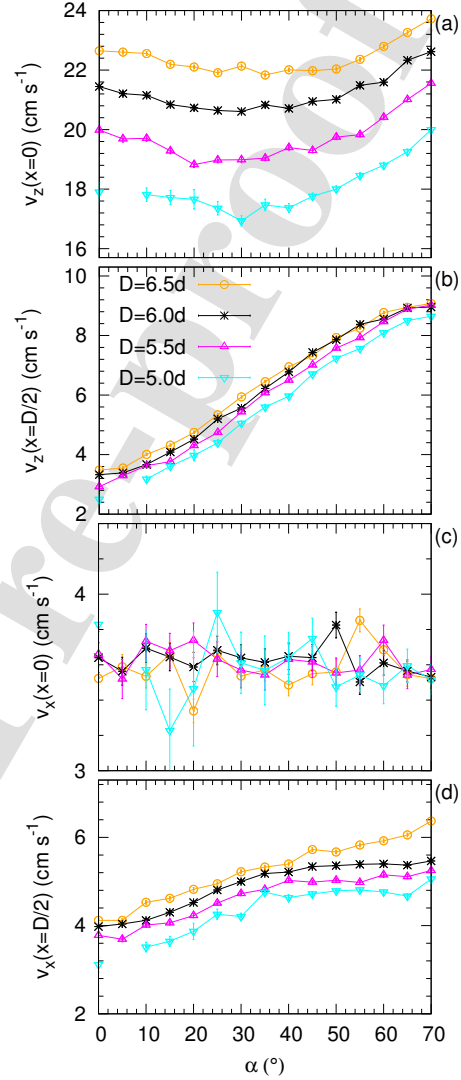 (a)
24
22
20
18
16
v_z(x=0) (cm s⁻¹)
(b)
10
8
6
4
2
v_z(x=D/2) (cm s⁻¹)
D=6.5d
D=6.0d
D=5.5d
D=5.0d
(c)
4
3
v_x(x=0) (cm s⁻¹)
(d)
6
4
2
v_x(x=D/2) (cm s⁻¹)
0 10 20 30 40 50 60 70
α (°)
re-proof